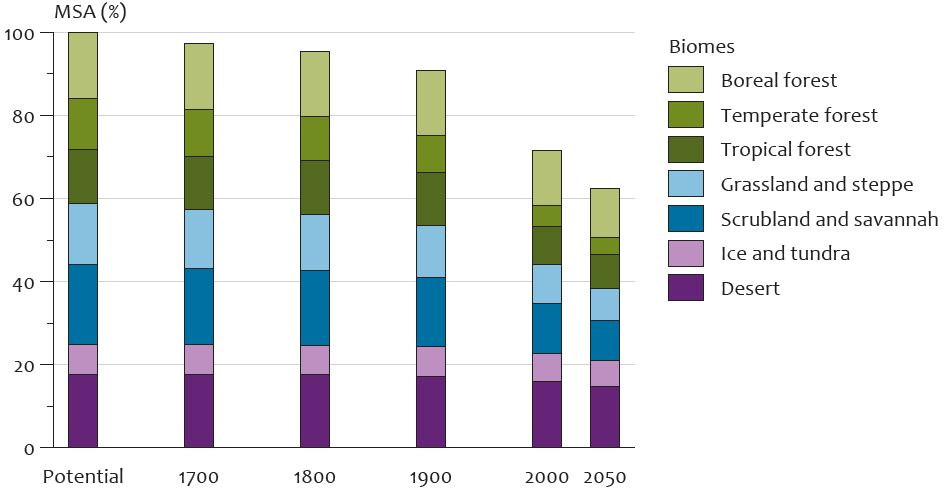 MSA (%)
100
80
60
40
20
0
Potential 1700 1800 1900 2000 2050
Biomes
Boreal forest
Temperate forest
Tropical forest
Grassland and steppe
Scrubland and savannah
Ice and tundra
Desert